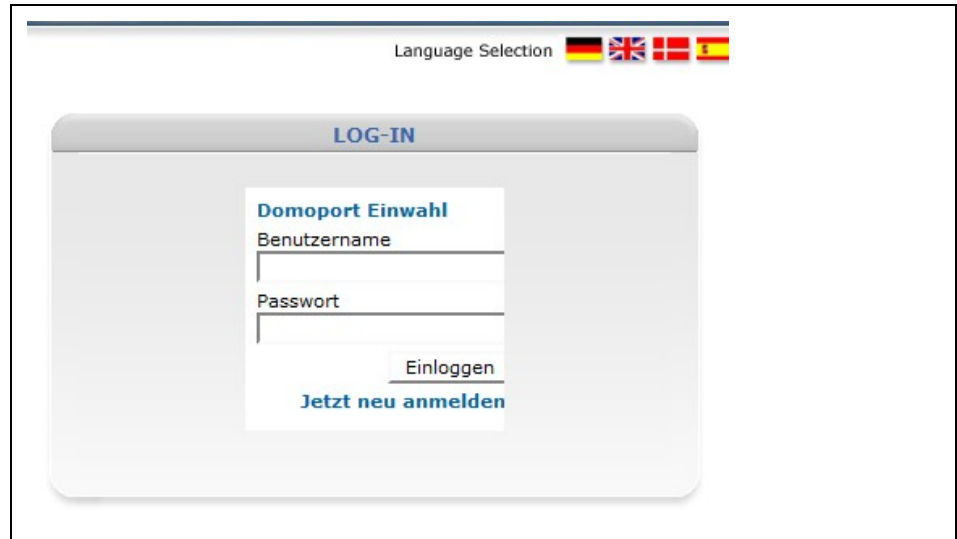 Language Selection
LOG-IN
Domoport Einwahl
Benutzername
Passwort
Einloggen
Jetzt neu anmelden